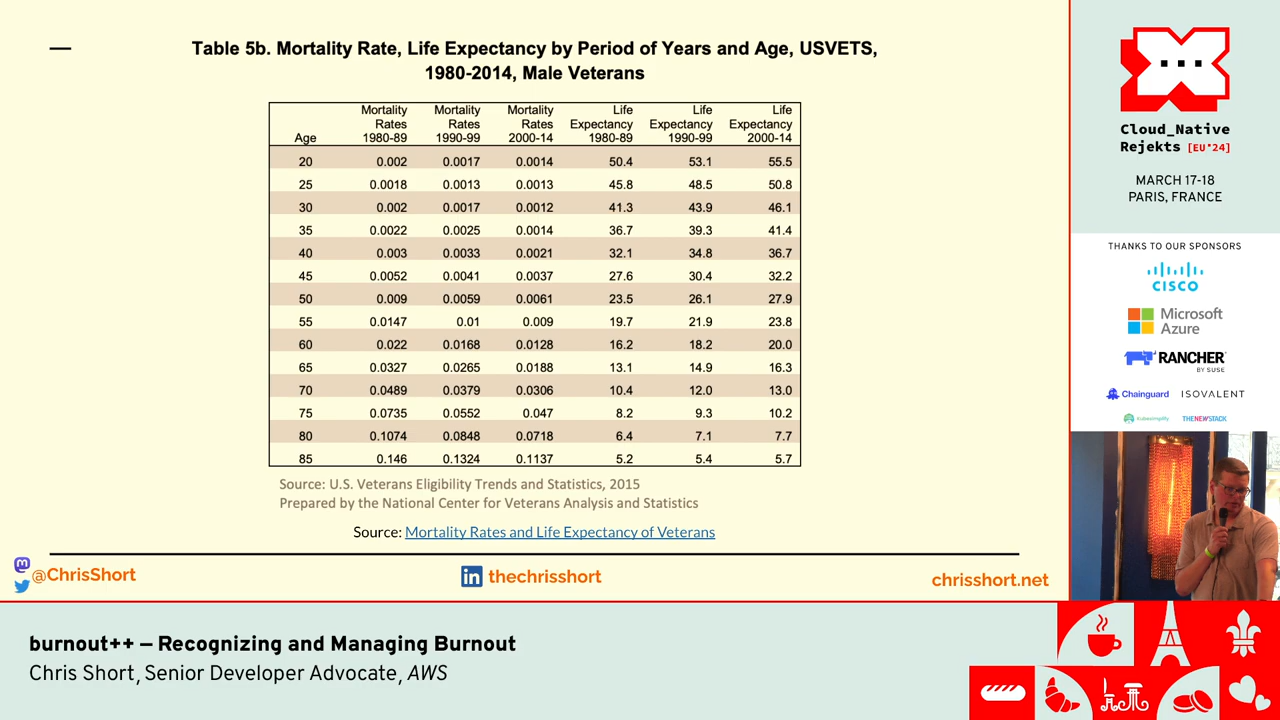 Table 5b. Mortality Rate, Life Expectancy by Period of Years and Age, USVETS,
1980-2014, Male Veterans
Age Mortality Rates 1980-89 Mortality Rates 1990-99 Mortality Rates 2000-14 Life Expectancy 1980-89 Life Expectancy 1990-99 Life Expectancy 2000-14
20 0.002 0.0017 0.0014 50.4 53.1 55.5
25 0.0018 0.0013 0.0013 45.8 48.5 50.8
30 0.002 0.0017 0.0012 41.3 43.9 46.1
35 0.0022 0.0025 0.0014 36.7 39.3 41.4
40 0.003 0.0033 0.0021 32.1 34.8 36.7
45 0.0052 0.0041 0.0037 27.6 30.4 32.2
50 0.009 0.0059 0.0061 23.5 26.1 27.9
55 0.0147 0.01 0.009 19.7 21.9 23.8
60 0.022 0.0168 0.0128 16.2 18.2 20.0
65 0.0327 0.0265 0.0188 13.1 14.9 16.3
70 0.0489 0.0379 0.0306 10.4 12.0 13.0
75 0.0735 0.0552 0.047 8.2 9.3 10.2
80 0.1074 0.0848 0.0718 6.4 7.1 7.7
85 0.146 0.1324 0.1137 5.2 5.4 5.7
Source: U.S. Veterans Eligibility Trends and Statistics, 2015
Prepared by the National Center for Veterans Analysis and Statistics
Source: Mortality Rates and Life Expectancy of Veterans
@ChrisShort
thechrisshort
chrisshort.net
Cloud_Native
Rejekts [EU'24]
MARCH 17-18
PARIS, FRANCE
THANKS TO OUR SPONSORS
CISCO
Microsoft
Azure
RANCHER
BY SUSE
Chainguard
ISOVALENT
Kubesimplify
THENEWSTACK
burnout++ – Recognizing and Managing Burnout
Chris Short, Senior Developer Advocate, AWS